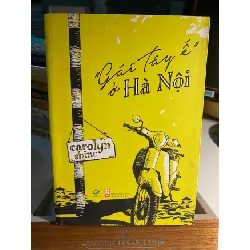 "Gái tây ế"
ở Hà Nội
carolyn
shine